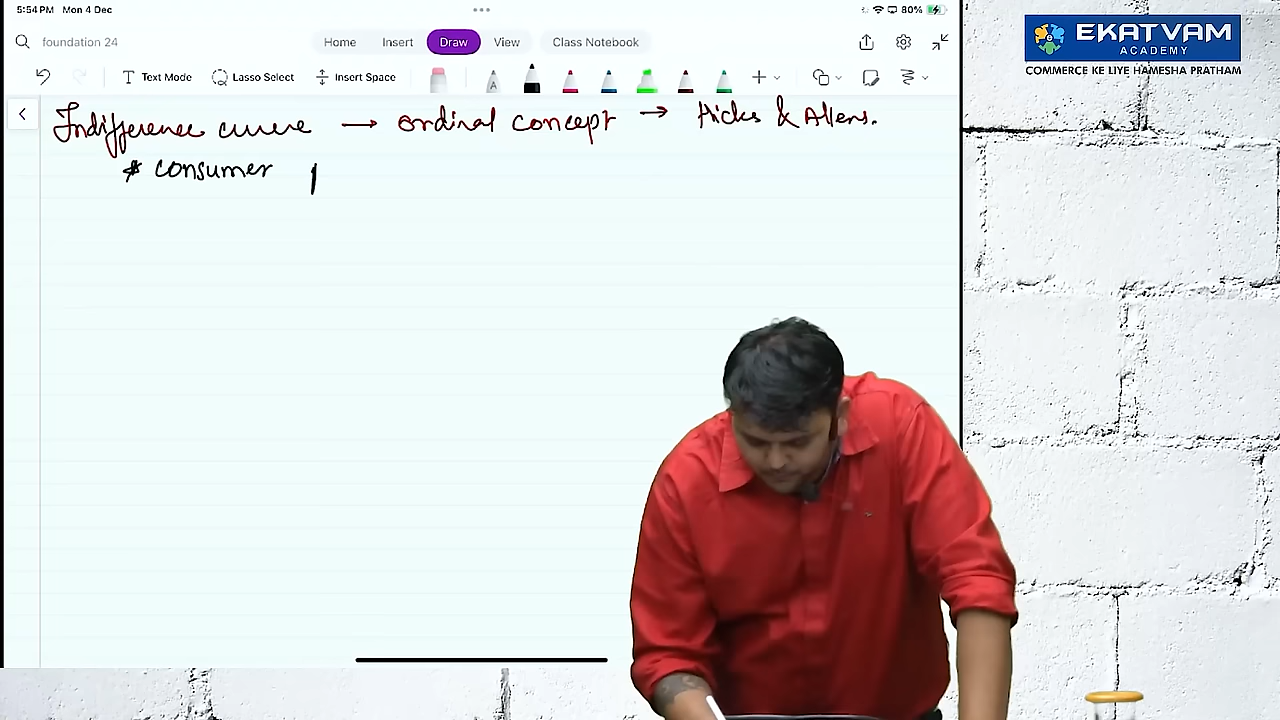 5:54 PM Mon 4 Dec
80%
foundation 24
Home Insert Draw View Class Notebook
Text Mode Lasso Select Insert Space
EKATVAM
ACADEMY
COMMERCE KE LIYE HAMESHA PRATHAM
Indifference curve → ordinal concept → Hicks & Allens.
* consumer